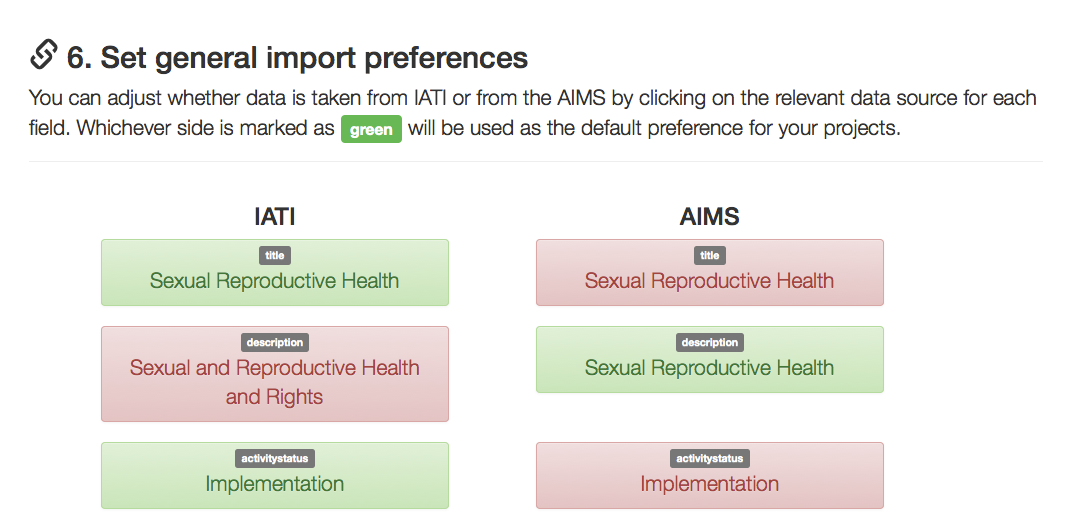 6. Set general import preferences
You can adjust whether data is taken from IATI or from the AIMS by clicking on the relevant data source for each
field. Whichever side is marked as green will be used as the default preference for your projects.
IATI
AIMS
title
Sexual Reproductive Health
title
Sexual Reproductive Health
description
Sexual and Reproductive Health
and Rights
description
Sexual Reproductive Health
activitystatus
Implementation
activitystatus
Implementation